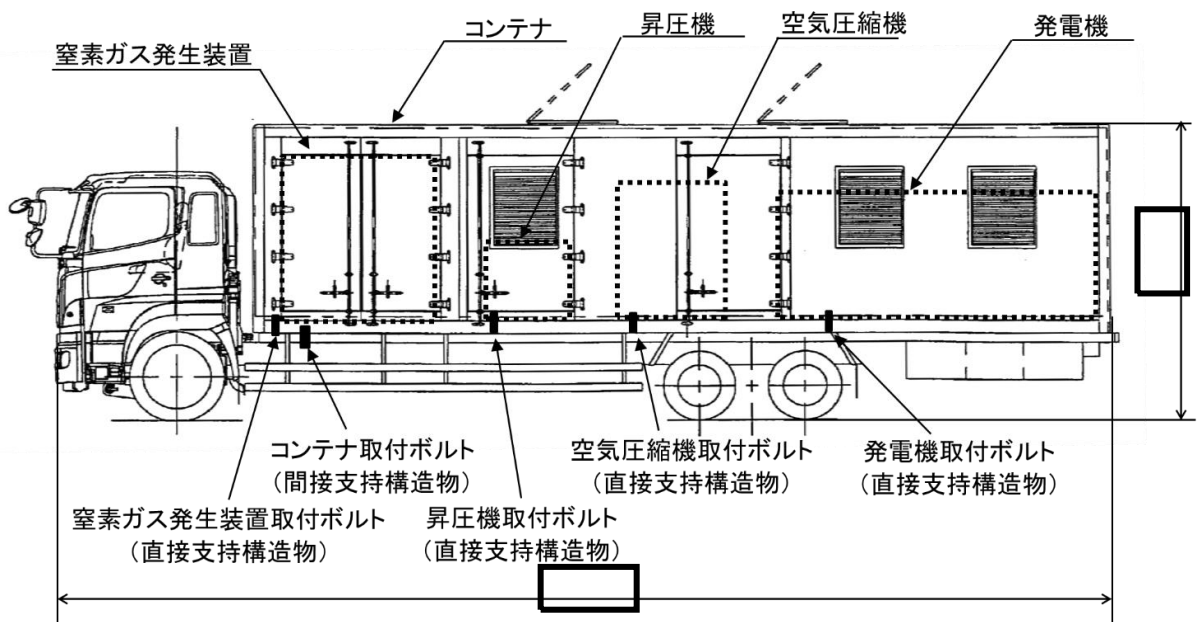 コンテナ
昇圧機
空気圧縮機
発電機
窒素ガス発生装置
コンテナ取付ボルト
(間接支持構造物)
空気圧縮機取付ボルト
(直接支持構造物)
発電機取付ボルト
(直接支持構造物)
窒素ガス発生装置取付ボルト
(直接支持構造物)
昇圧機取付ボルト
(直接支持構造物)